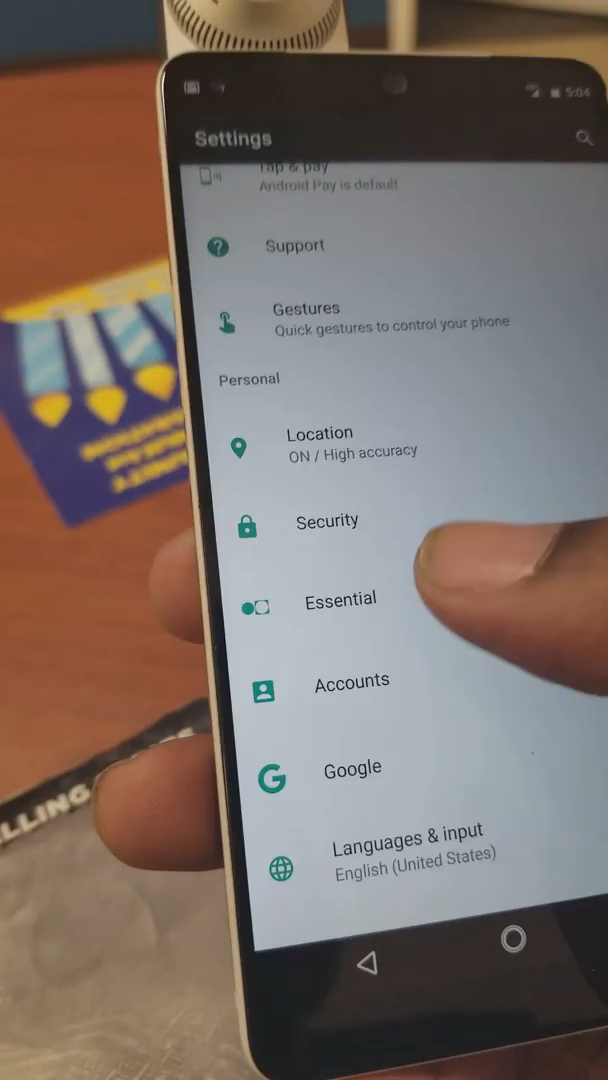 5:04
Settings
Tap & pay
Android Pay is default
Support
Gestures
Quick gestures to control your phone
Personal
Location
ON / High accuracy
Security
Essential
Accounts
Google
Languages & input
English (United States)
LLING